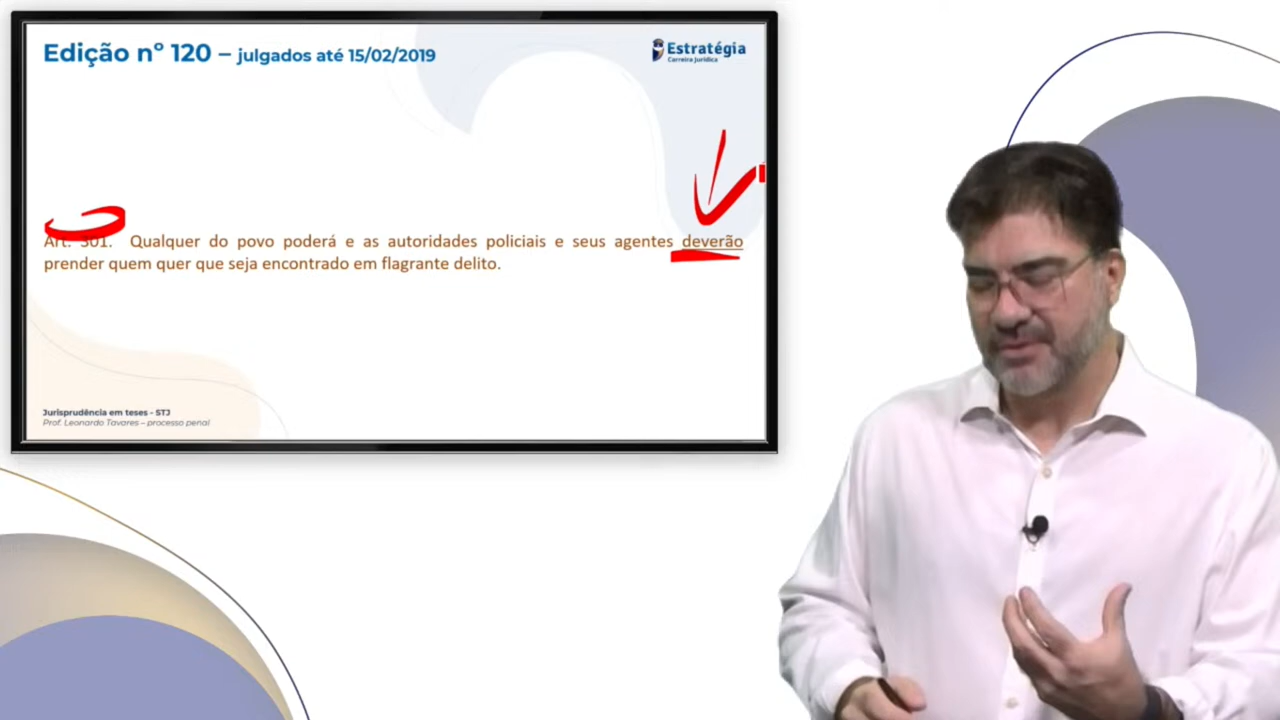 Edição nº 120 – julgados até 15/02/2019
Estratégia
Carreira Jurídica
Art. 301. Qualquer do povo poderá e as autoridades policiais e seus agentes deverão
prender quem quer que seja encontrado em flagrante delito.
Jurisprudência em teses - STJ
Prof. Leonardo Tavares – processo penal